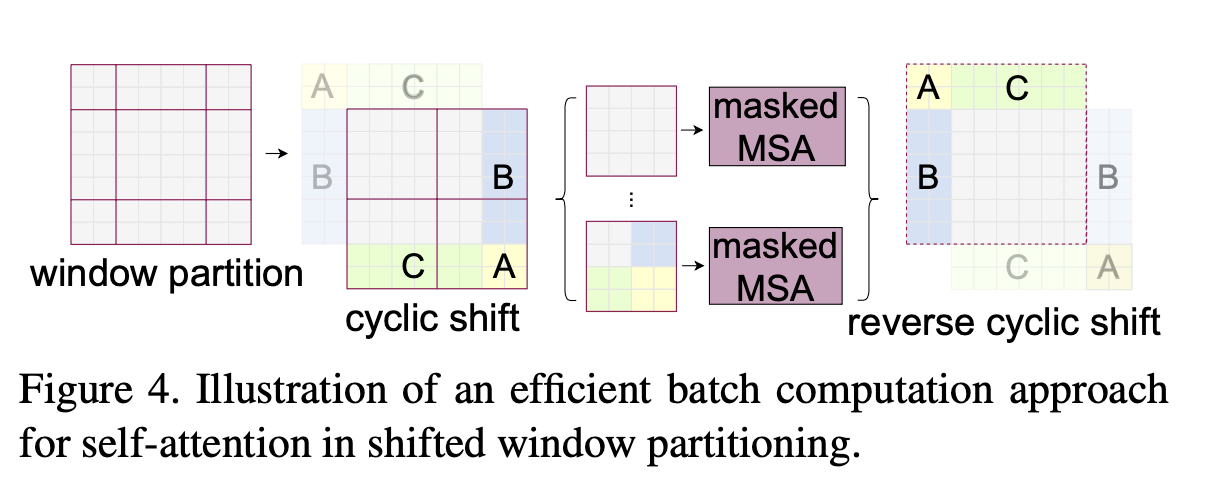 A
C
B
B
C
A
window partition
cyclic shift
masked
MSA
⋮
masked
MSA
A
C
B
B
C
A
reverse cyclic shift
Figure 4. Illustration of an efficient batch computation approach
for self-attention in shifted window partitioning.